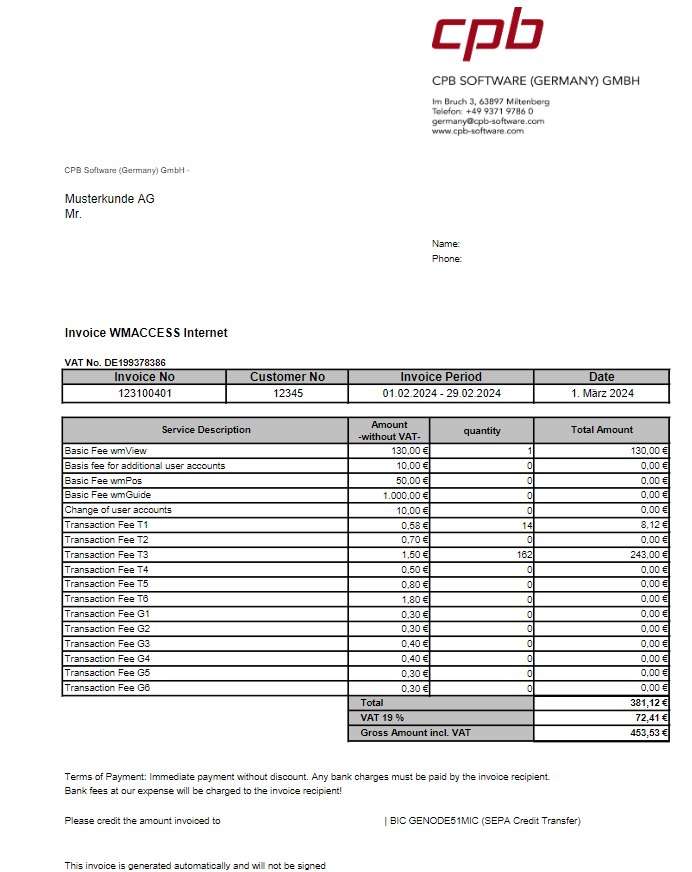 cpb
CPB SOFTWARE (GERMANY) GMBH
Im Bruch 3, 63897 Miltenberg
Telefon: +49 9371 9786 0
germany@cpb-software.com
www.cpb-software.com
CPB Software (Germany) GmbH -
Musterkunde AG
Mr.
Name:
Phone:
Invoice WMACCESS Internet
VAT No. DE199378386
Invoice No Customer No Invoice Period Date
123100401 12345 01.02.2024 - 29.02.2024 1. März 2024
Service Description Amount -without VAT- quantity Total Amount
Basic Fee wmView 130,00 € 1 130,00 €
Basis fee for additional user accounts 10,00 € 0 0,00 €
Basic Fee wmPos 50,00 € 0 0,00 €
Basic Fee wmGuide 1.000,00 € 0 0,00 €
Change of user accounts 10,00 € 0 0,00 €
Transaction Fee T1 0,58 € 14 8,12 €
Transaction Fee T2 0,70 € 0 0,00 €
Transaction Fee T3 1,50 € 162 243,00 €
Transaction Fee T4 0,50 € 0 0,00 €
Transaction Fee T5 0,80 € 0 0,00 €
Transaction Fee T6 1,80 € 0 0,00 €
Transaction Fee G1 0,30 € 0 0,00 €
Transaction Fee G2 0,30 € 0 0,00 €
Transaction Fee G3 0,40 € 0 0,00 €
Transaction Fee G4 0,40 € 0 0,00 €
Transaction Fee G5 0,30 € 0 0,00 €
Transaction Fee G6 0,30 € 0 0,00 €
Total 381,12 €
VAT 19 % 72,41 €
Gross Amount incl. VAT 453,53 €
Terms of Payment: Immediate payment without discount. Any bank charges must be paid by the invoice recipient.
Bank fees at our expense will be charged to the invoice recipient!
Please credit the amount invoiced to | BIC GENODE51MIC (SEPA Credit Transfer)
This invoice is generated automatically and will not be signed